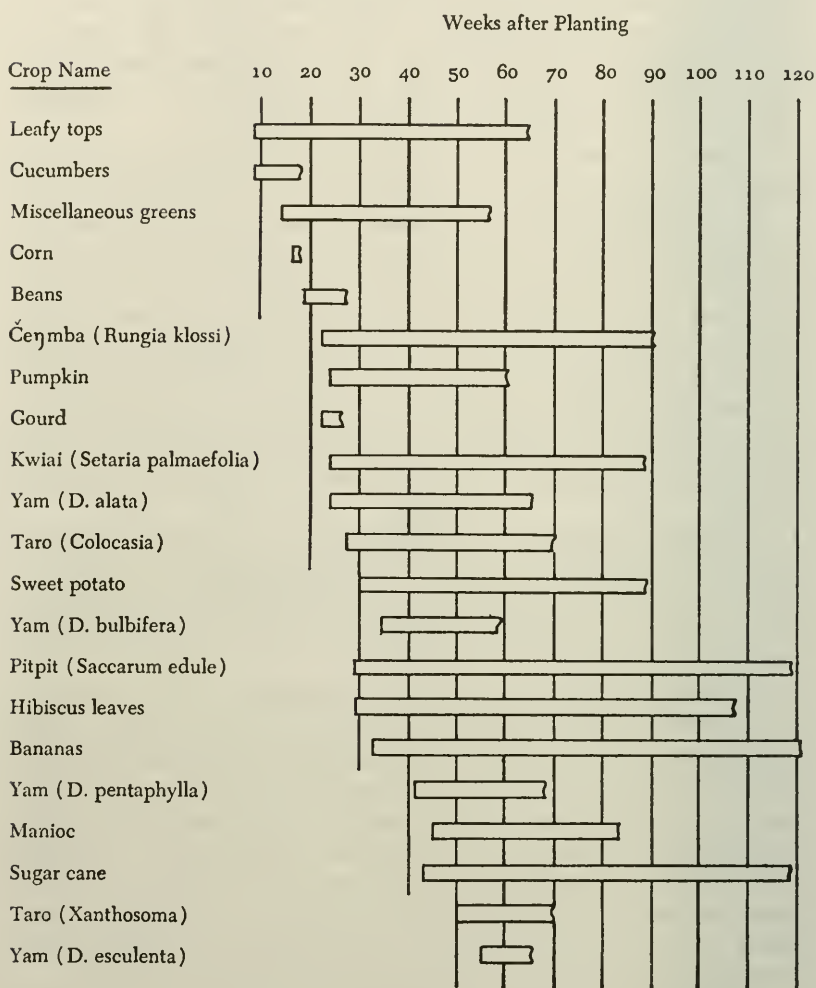 Weeks after Planting
Crop Name 10 20 30 40 50 60 70 80 90 100 110 120
Leafy tops
Cucumbers
Miscellaneous greens
Corn
Beans
Čeŋmba (Rungia klossi)
Pumpkin
Gourd
Kwiai (Setaria palmaefolia)
Yam (D. alata)
Taro (Colocasia)
Sweet potato
Yam (D. bulbifera)
Pitpit (Saccarum edule)
Hibiscus leaves
Bananas
Yam (D. pentaphylla)
Manioc
Sugar cane
Taro (Xanthosoma)
Yam (D. esculenta)